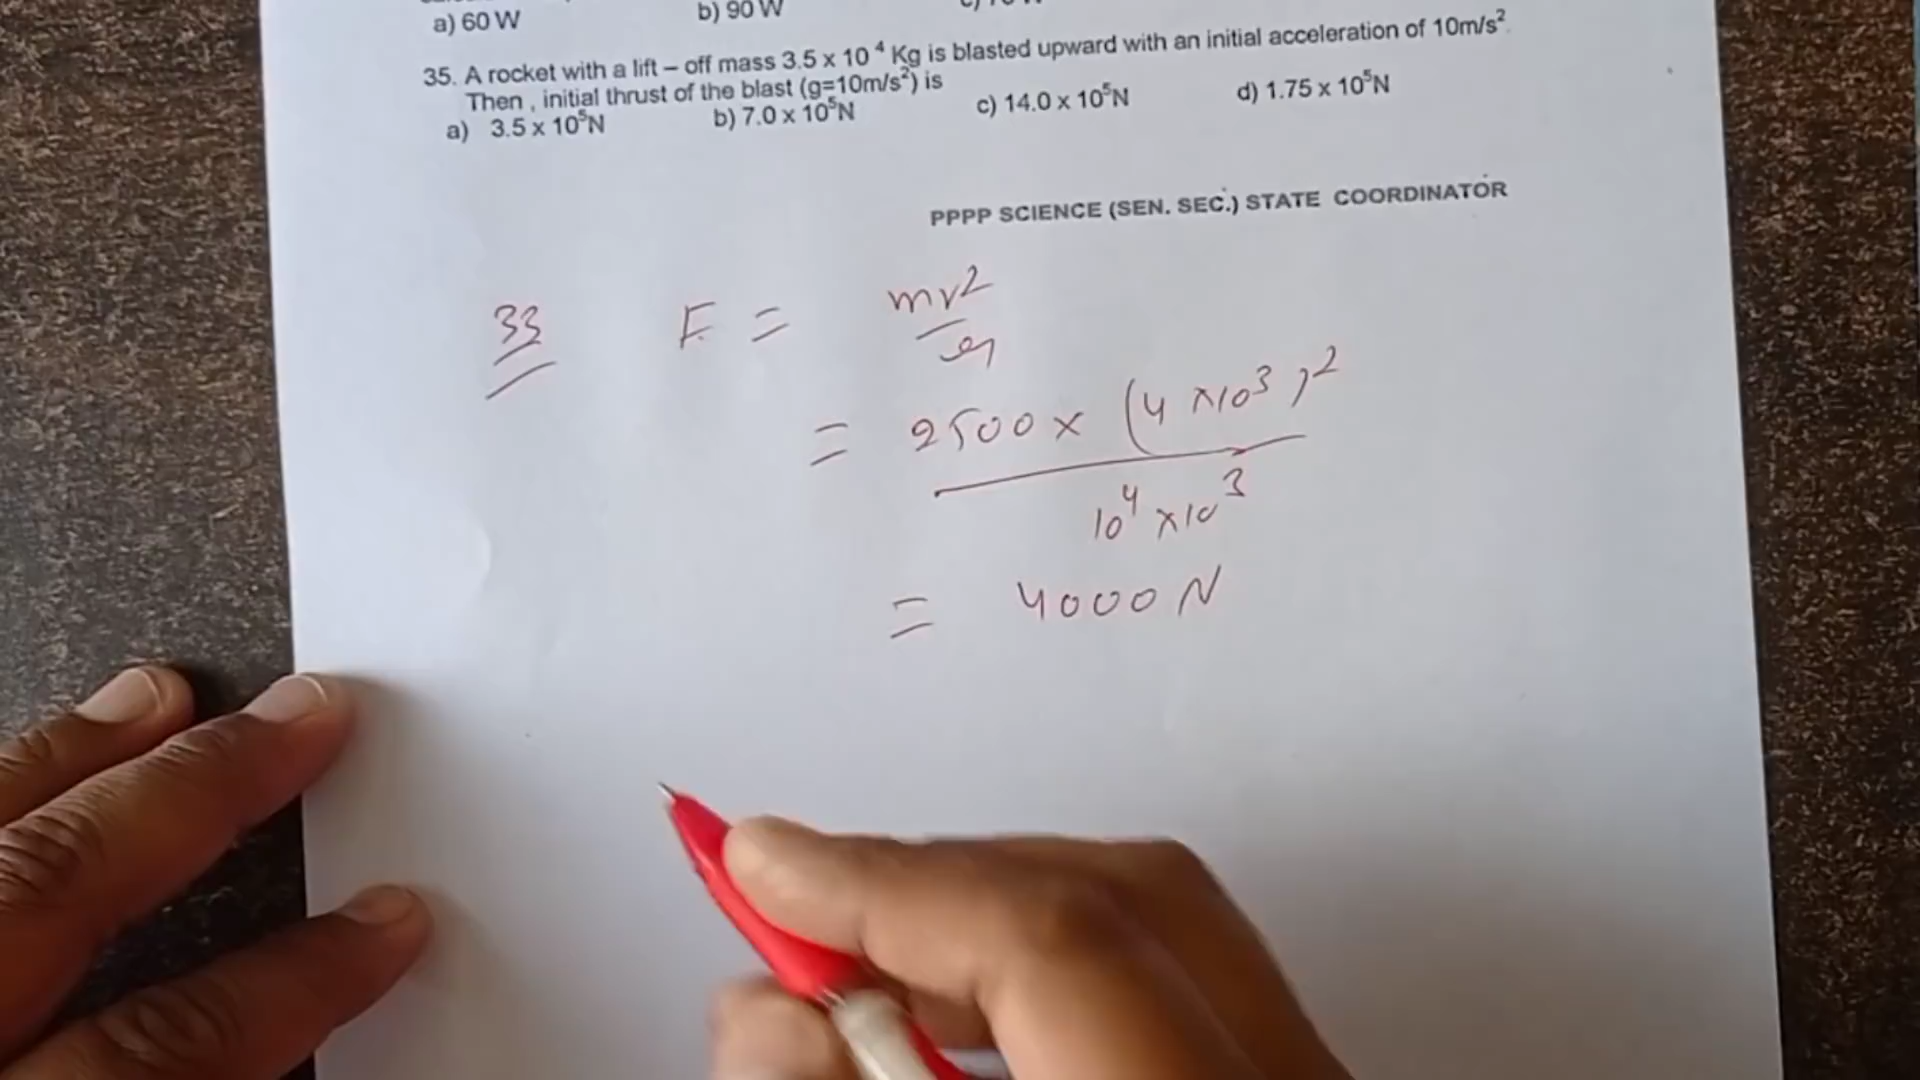 a) 60 W b) 90 W
35. A rocket with a lift – off mass 3.5 x 10⁴ Kg is blasted upward with an initial acceleration of 10m/s².
Then , initial thrust of the blast (g=10m/s²) is
a) 3.5 x 10⁵N b) 7.0 x 10⁵N c) 14.0 x 10⁵N d) 1.75 x 10⁵N
PPPP SCIENCE (SEN. SEC.) STATE COORDINATOR
33 F = mv²/r
= 2500 x (4 x10³)² / 10⁴ x10³
= 4000 N